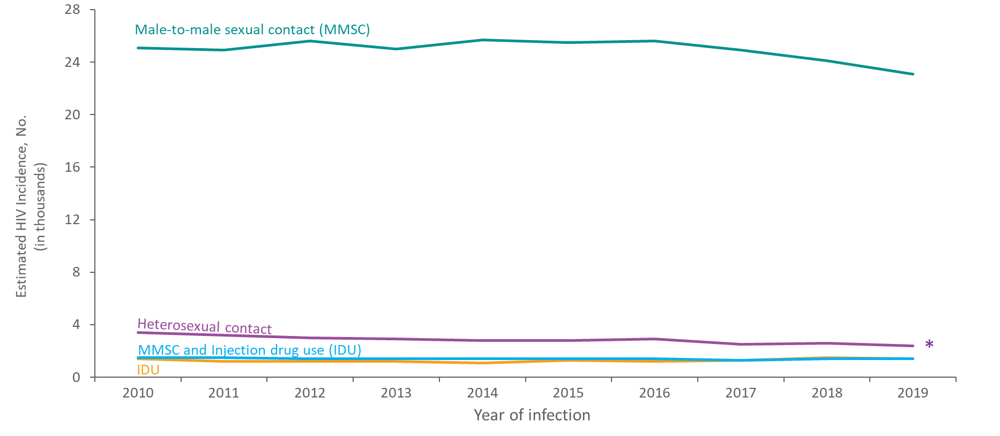 28
Male-to-male sexual contact (MMSC)
24
20
16
12
8
4
0
Estimated HIV Incidence, No.
(in thousands)
Heterosexual contact
*
MMSC and Injection drug use (IDU)
IDU
2010 2011 2012 2013 2014 2015 2016 2017 2018 2019
Year of infection